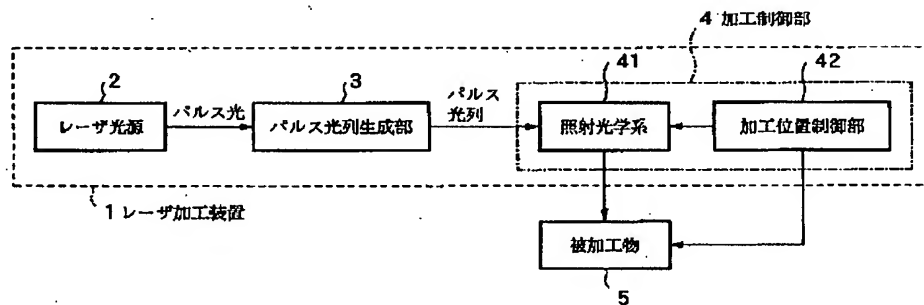 4 加工制御部
2
3
41
42
レーザ光源
パルス光
パルス光列生成部
パルス
光列
照射光学系
加工位置制御部
1 レーザ加工装置
被加工物
5